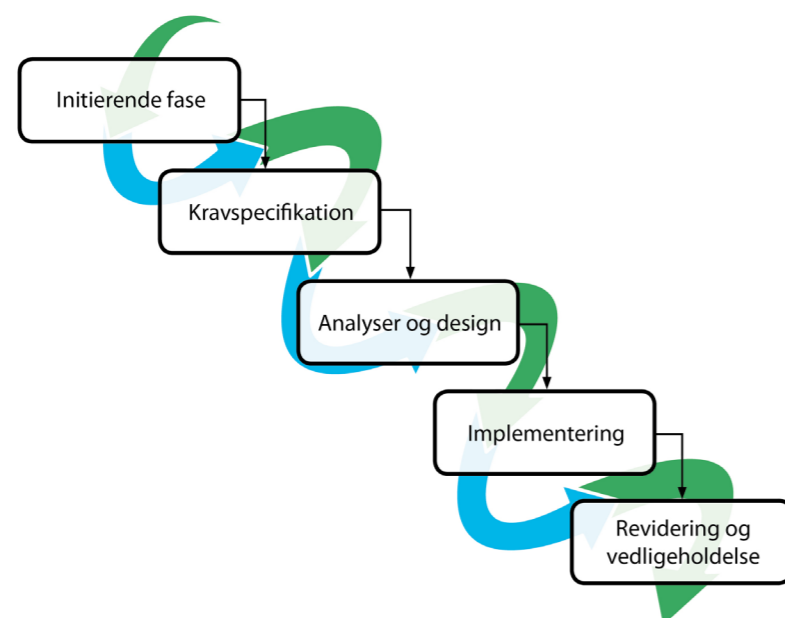 Initierende fase
Kravspecifikation
Analyser og design
Implementering
Revidering og
vedligeholdelse